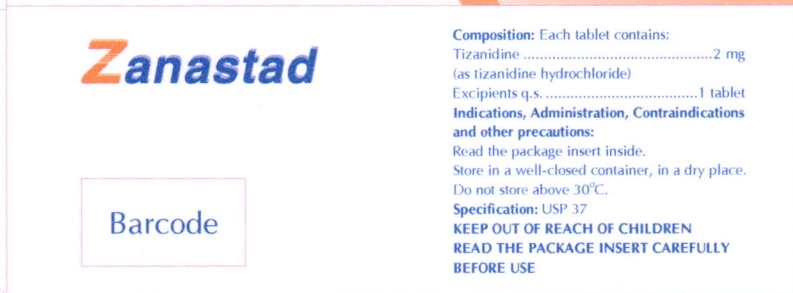 Zanastad
Barcode
Composition: Each tablet contains:
Tizanidine .............................................2 mg
(as tizanidine hydrochloride)
Excipients q.s. ....................................1 tablet
Indications, Administration, Contraindications
and other precautions:
Read the package insert inside.
Store in a well-closed container, in a dry place.
Do not store above 30°C.
Specification: USP 37
KEEP OUT OF REACH OF CHILDREN
READ THE PACKAGE INSERT CAREFULLY
BEFORE USE